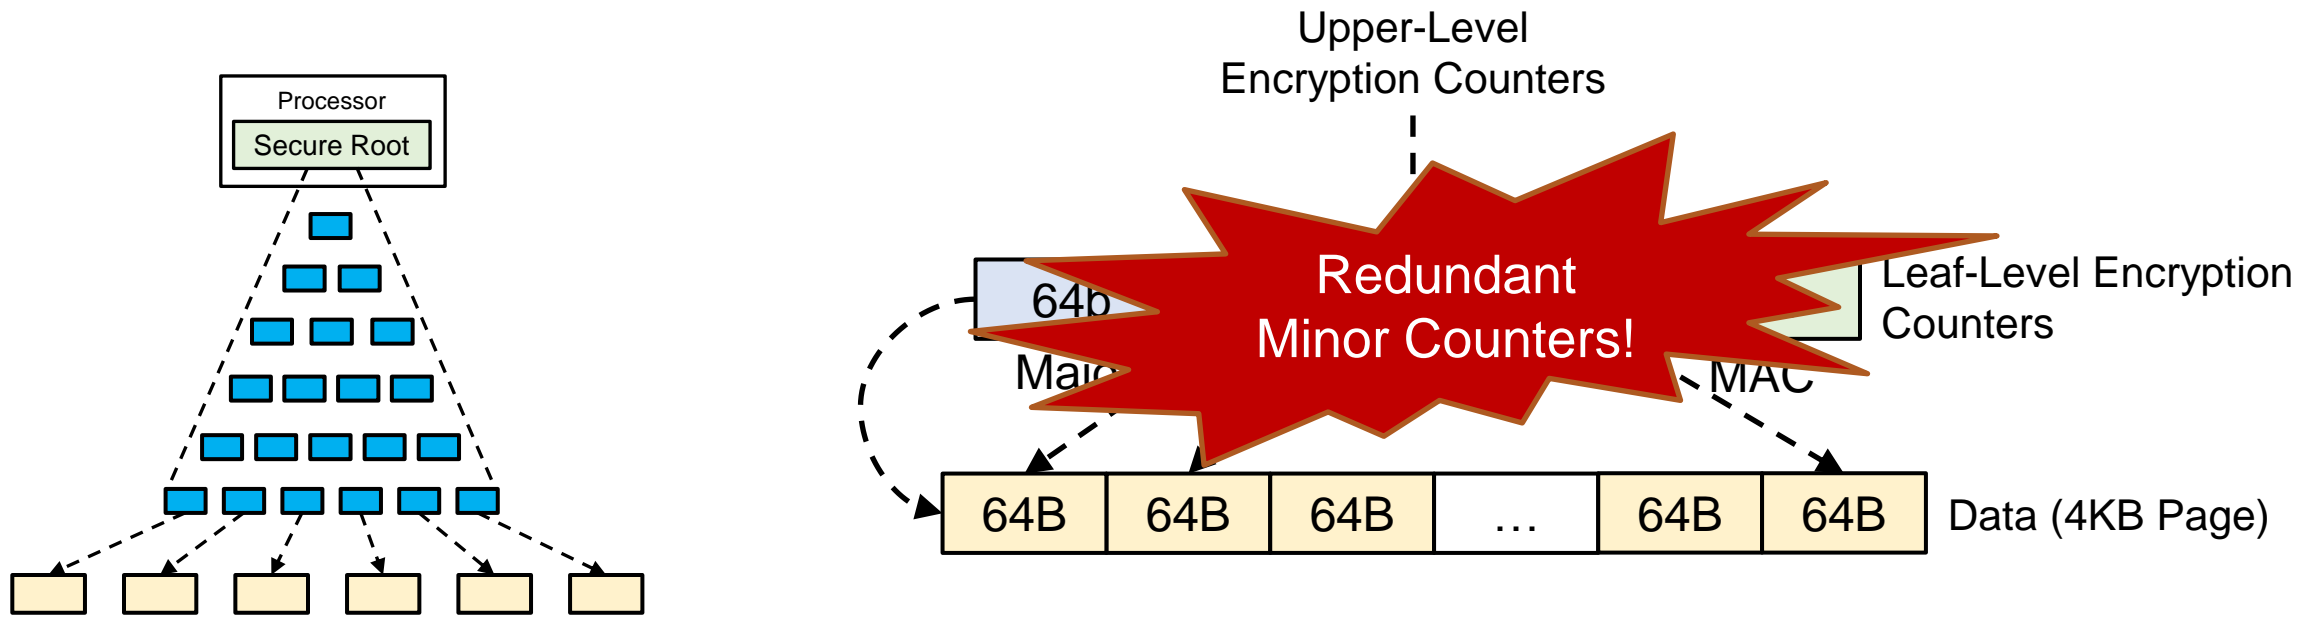 Processor
Secure Root
Upper-Level
Encryption Counters
Redundant
Minor Counters!
64b
MAC
Leaf-Level Encryption
Counters
64B 64B 64B … 64B 64B
Data (4KB Page)